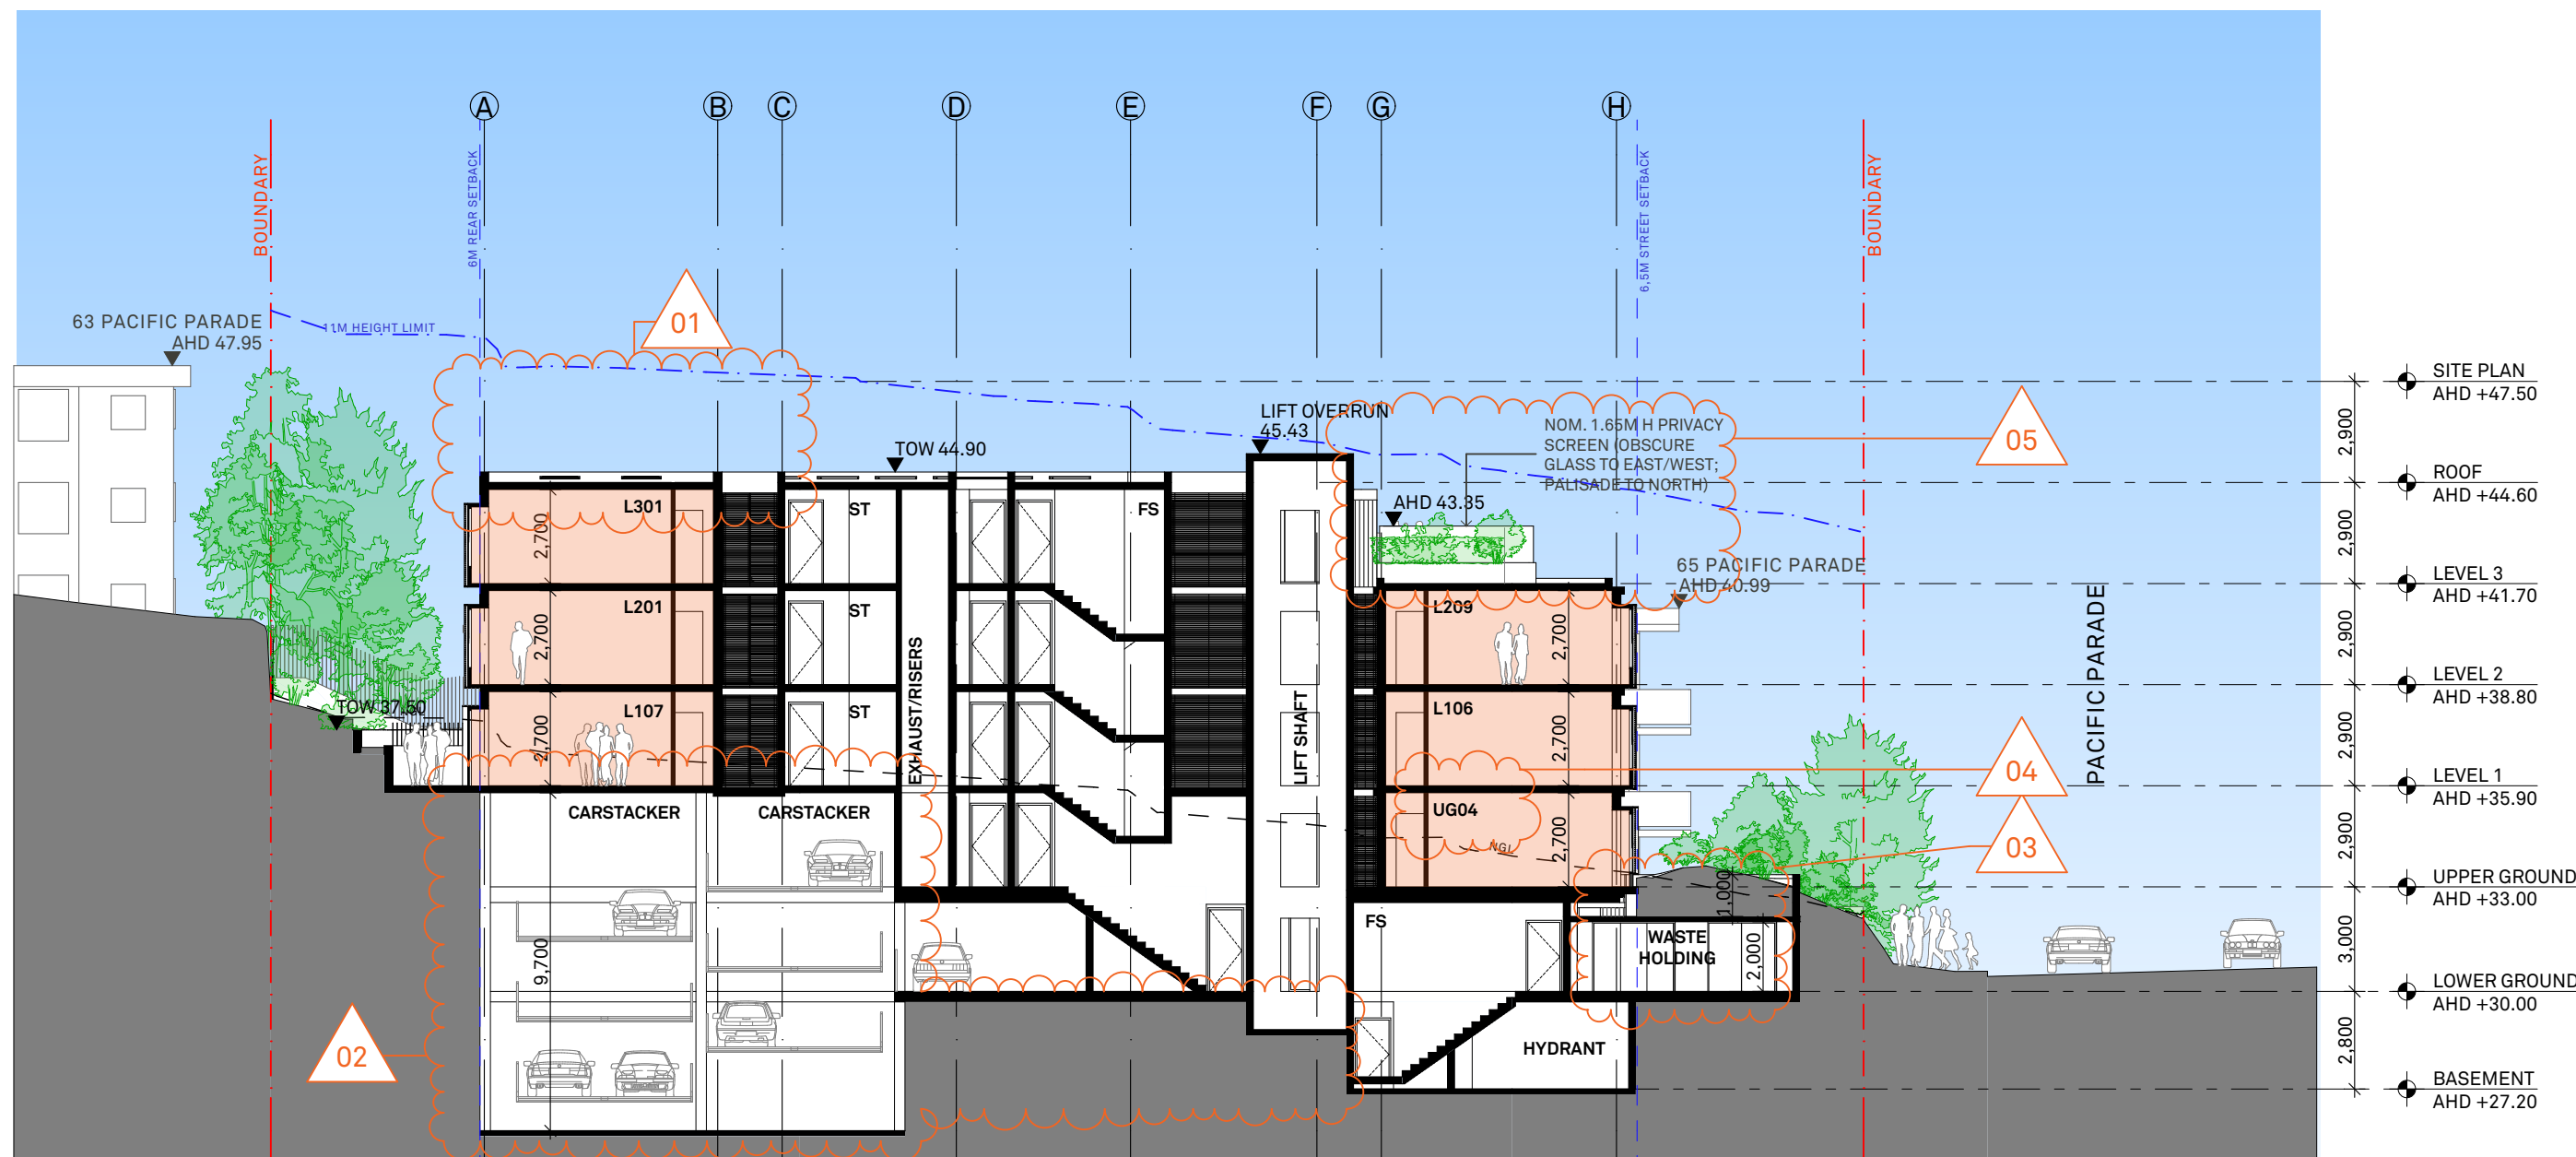 A
B
C
D
E
F
G
H
BOUNDARY
6M REAR SETBACK
6,5M STREET SETBACK
BOUNDARY
63 PACIFIC PARADE
AHD 47.95
11M HEIGHT LIMIT
01
SITE PLAN
AHD +47.50
2,900
LIFT OVERRUN
45.43
NOM. 1.65M H PRIVACY
SCREEN (OBSCURE
GLASS TO EAST/WEST;
PALISADE TO NORTH)
05
TOW 44.90
ROOF
AHD +44.60
2,900
L301
2,700
ST
FS
AHD 43.35
65 PACIFIC PARADE
AHD 40.99
LEVEL 3
AHD +41.70
2,900
L201
2,700
ST
L209
2,700
LEVEL 2
AHD +38.80
2,900
TOW 37.50
L107
2,700
ST
EXHAUST/RISERS
LIFT SHAFT
L106
2,700
PACIFIC PARADE
04
LEVEL 1
AHD +35.90
2,900
CARSTACKER
CARSTACKER
UG04
2,700
NGL
03
UPPER GROUND
AHD +33.00
3,000
1,000
FS
WASTE
HOLDING
2,000
9,700
LOWER GROUND
AHD +30.00
2,800
02
HYDRANT
BASEMENT
AHD +27.20